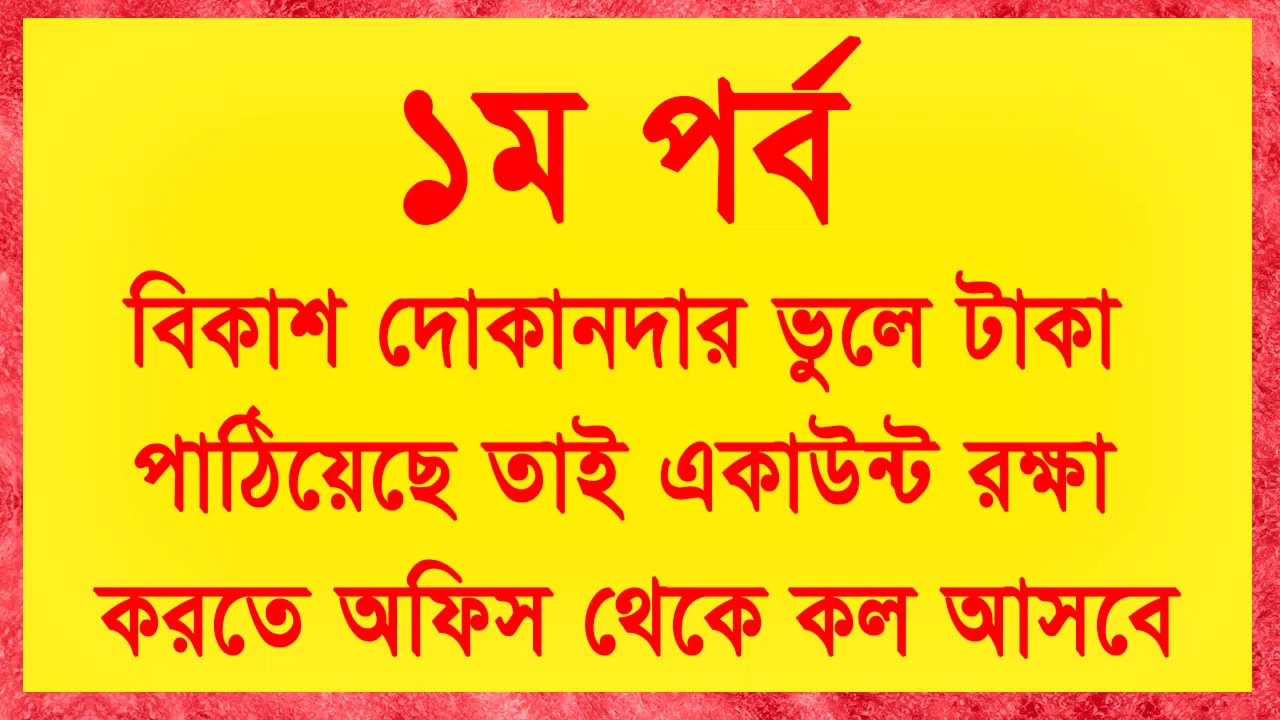 ১ম পর্ব
বিকাশ দোকানদার ভুলে টাকা
পাঠিয়েছে তাই একাউন্ট রক্ষা
করতে অফিস থেকে কল আসবে